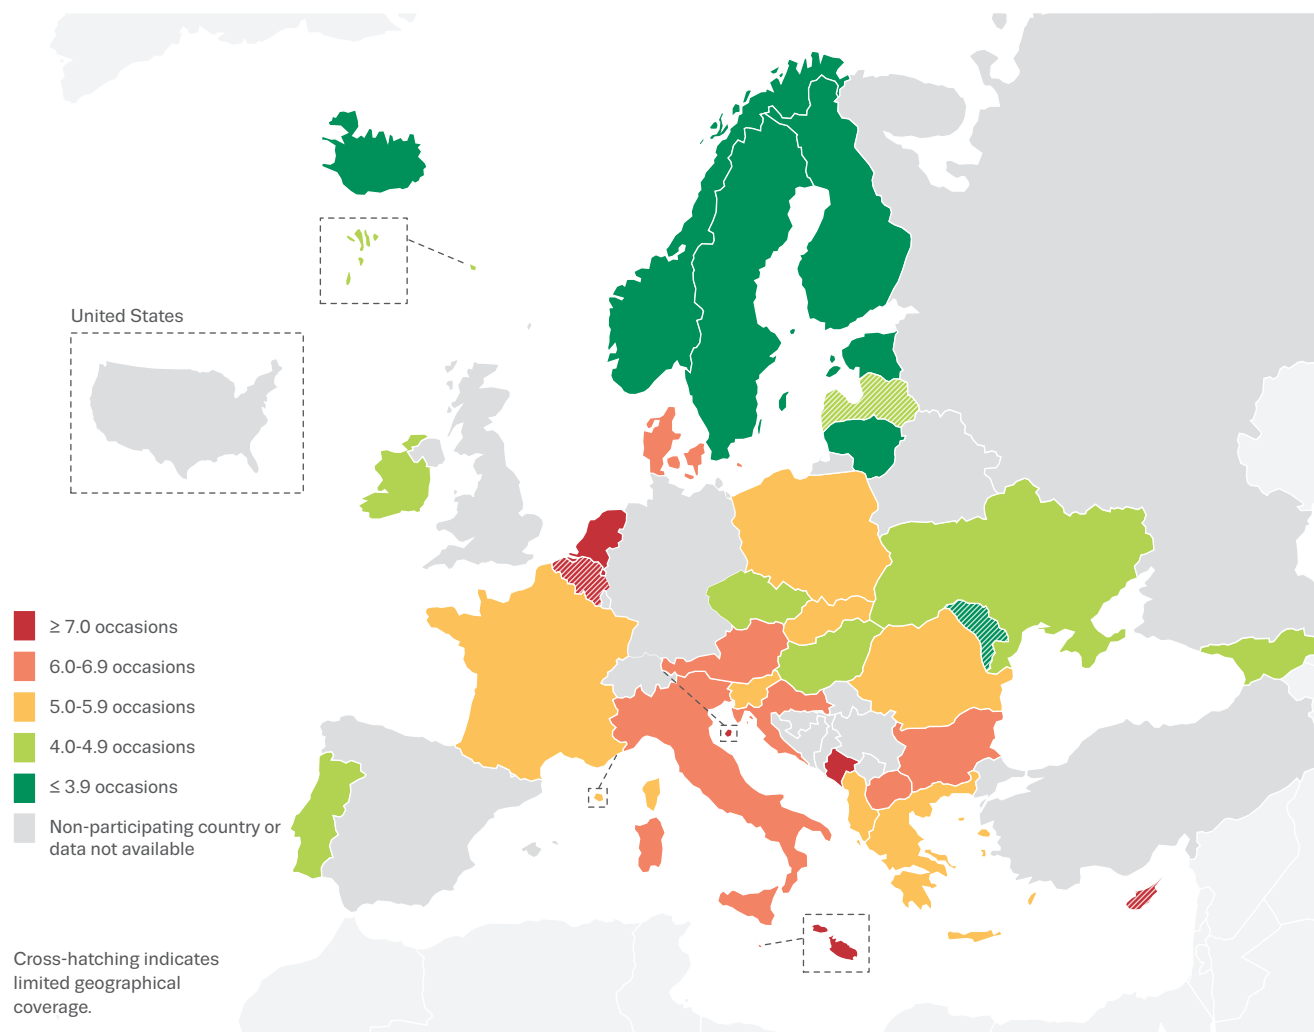 United States
≥ 7.0 occasions
6.0-6.9 occasions
5.0-5.9 occasions
4.0-4.9 occasions
≤ 3.9 occasions
Non-participating country or
data not available
Cross-hatching indicates
limited geographical
coverage.